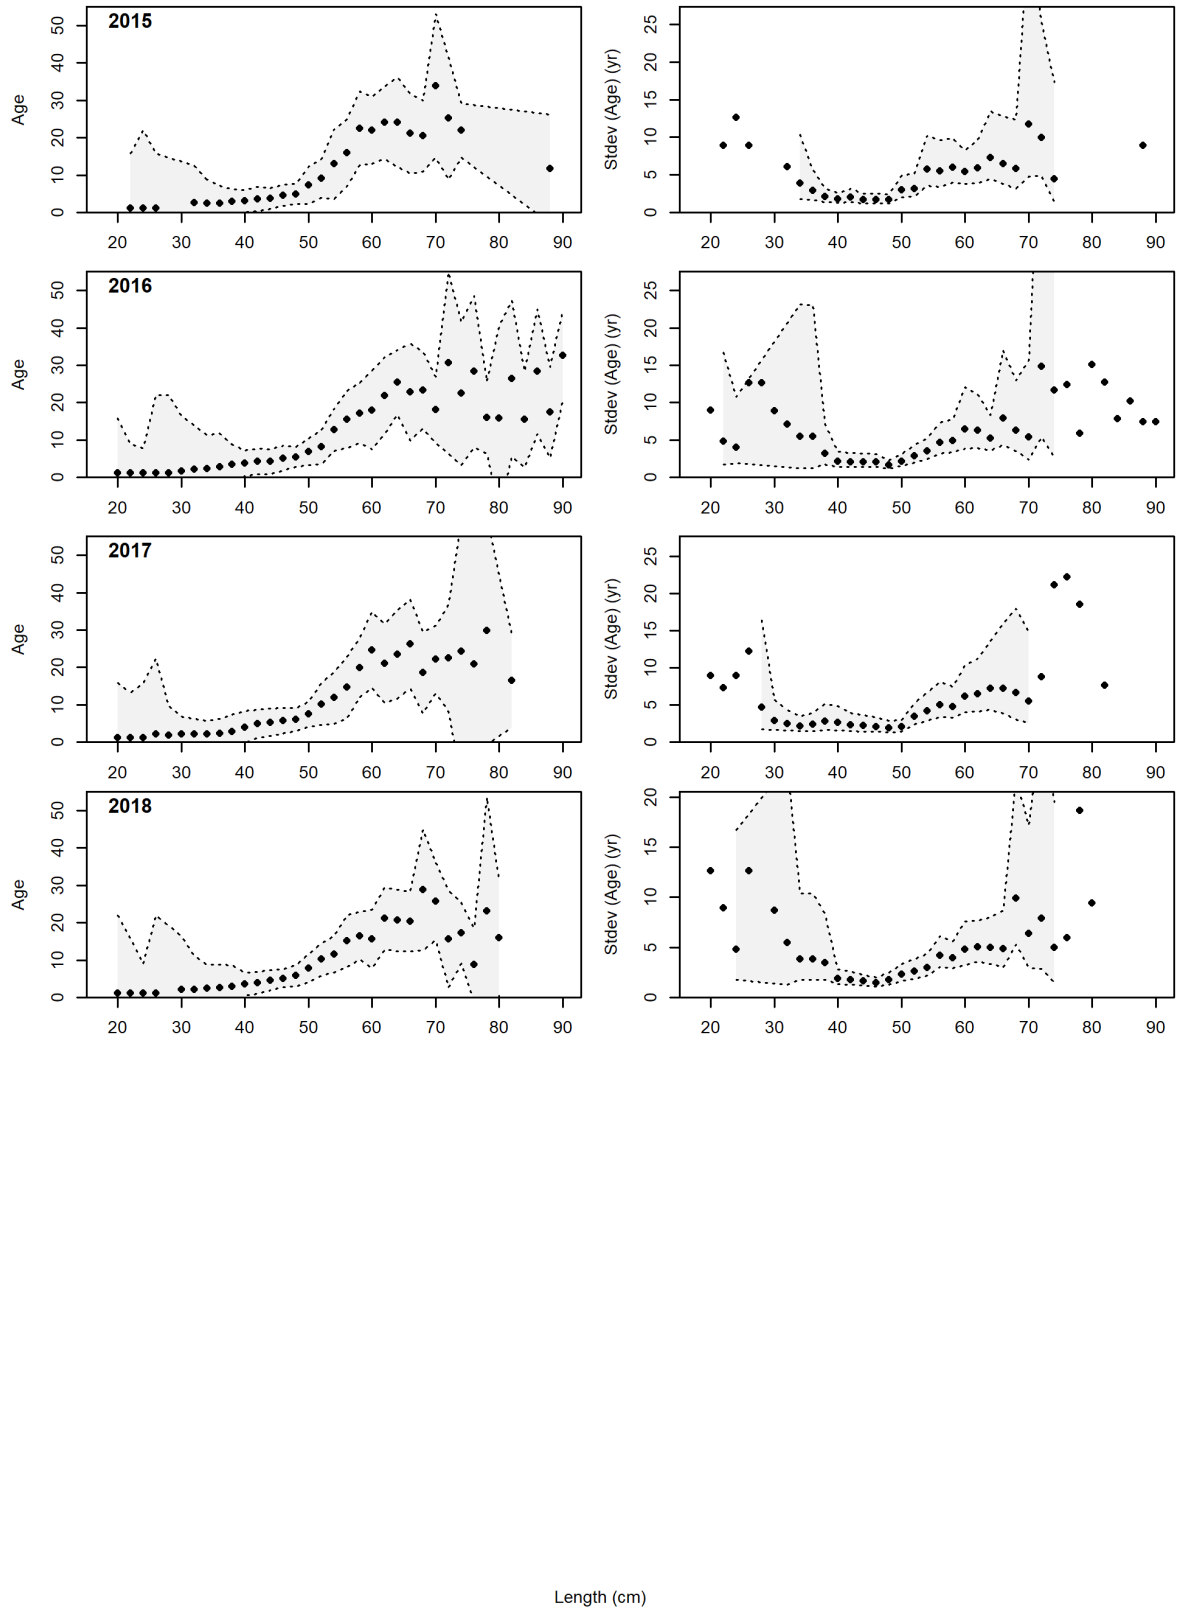 2015
Age
0 10 20 30 40 50
20 30 40 50 60 70 80 90
Stdev (Age) (yr)
0 5 10 15 20 25
20 30 40 50 60 70 80 90
2016
Age
0 10 20 30 40 50
20 30 40 50 60 70 80 90
Stdev (Age) (yr)
0 5 10 15 20 25
20 30 40 50 60 70 80 90
2017
Age
0 10 20 30 40 50
20 30 40 50 60 70 80 90
Stdev (Age) (yr)
0 5 10 15 20 25
20 30 40 50 60 70 80 90
2018
Age
0 10 20 30 40 50
20 30 40 50 60 70 80 90
Stdev (Age) (yr)
0 5 10 15 20
20 30 40 50 60 70 80 90
Length (cm)